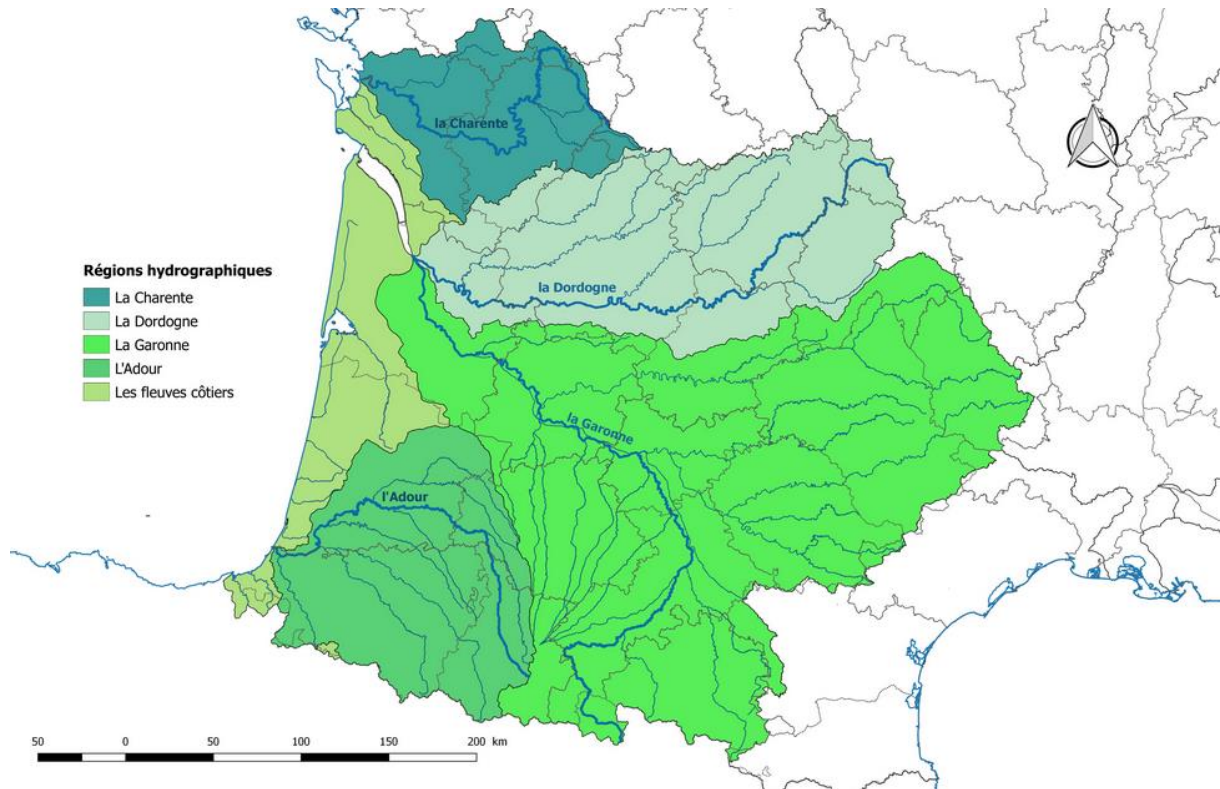 la Charente
Régions hydrographiques
La Charente
La Dordogne
La Garonne
L'Adour
Les fleuves côtiers
la Dordogne
la Garonne
l'Adour
50 0 50 100 150 200 km